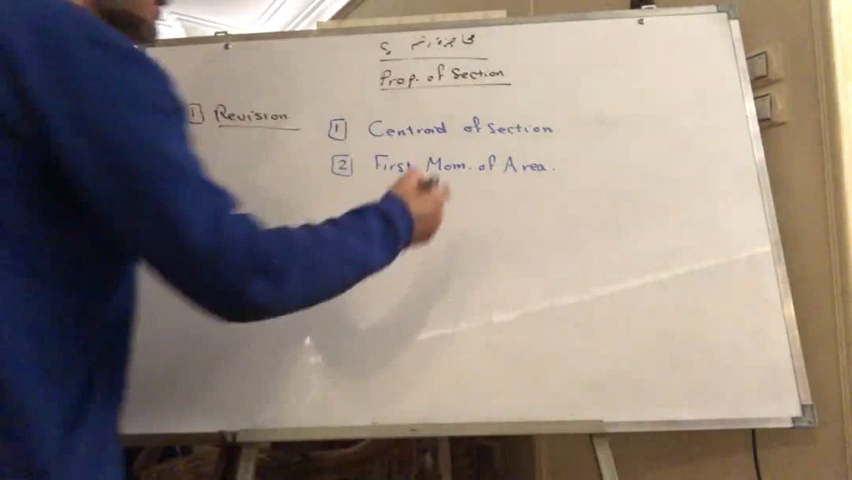 Prop. of Section
1 Revision
1 Centroid of section
2 First Mom. of Area.